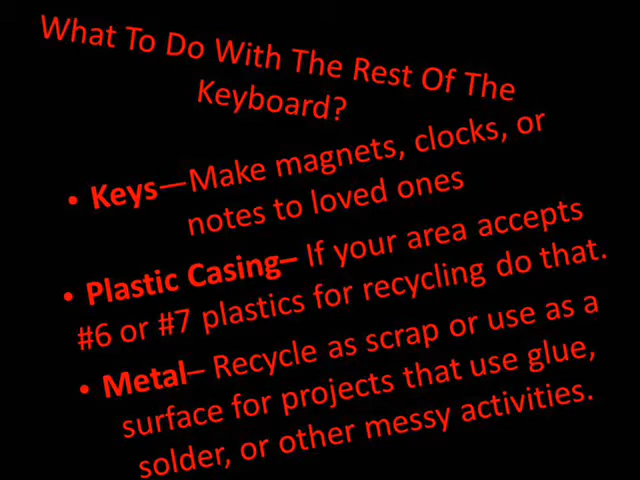 What To Do With The Rest Of The
Keyboard?
• Keys—Make magnets, clocks, or
notes to loved ones
• Plastic Casing– If your area accepts
#6 or #7 plastics for recycling do that.
• Metal– Recycle as scrap or use as a
surface for projects that use glue,
solder, or other messy activities.